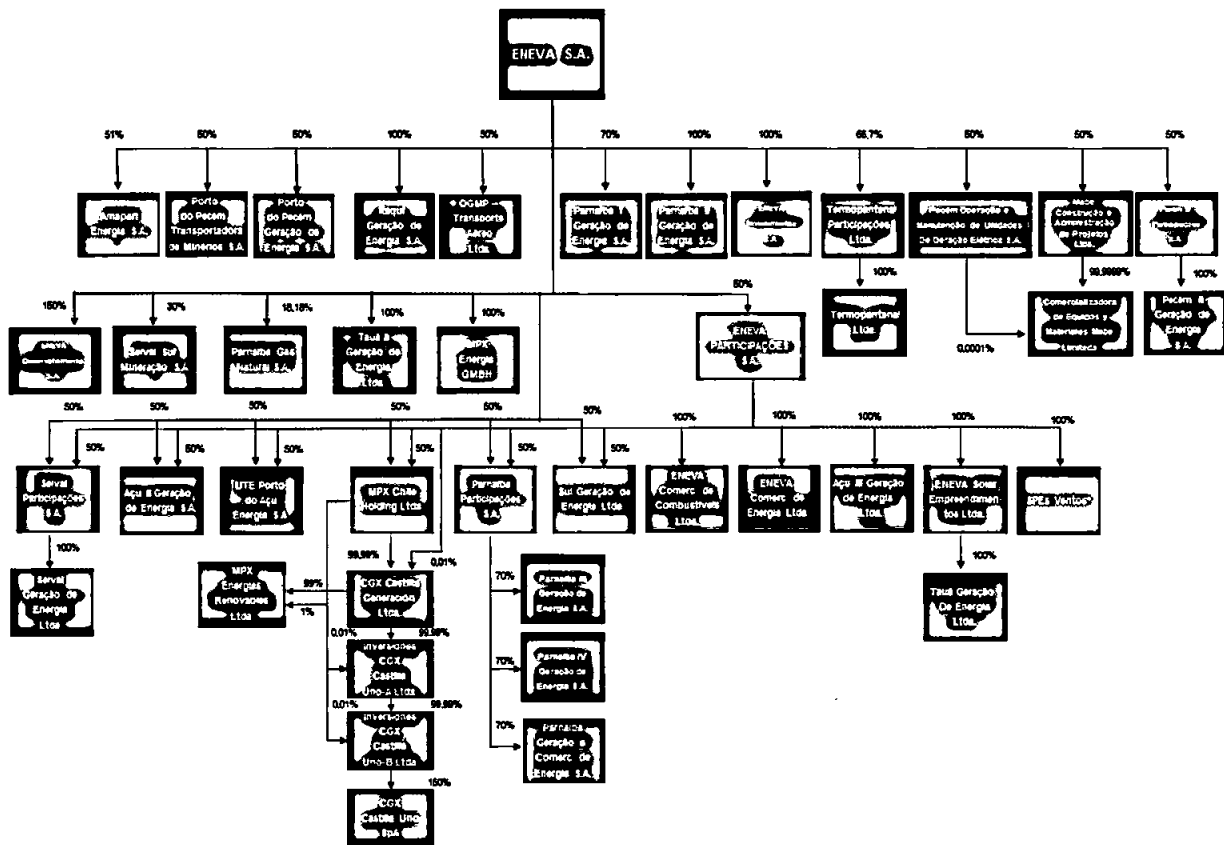 ENEVA S.A.
51%
50%
50%
100%
30%
70%
100%
100%
66,7%
50%
50%
50%
Amapari
Energia S.A.
Porto
do Pecém
Transportadora
de Minérios S.A.
Porto
do Pecém
Geração de
Energia S.A.
Itaqui
Geração de
Energia S.A.
OGMP
Transporte
Aéreo Ltda
Parnaíba I
Geração de
Energia S.A.
Parnaíba II
Geração de
Energia S.A.
S.A.
Termopantanal
Participações
Ltda.
Pecém Operação e
Manutenção de Unidades
De Geração Elétrica S.A.
Mabe
Construção e
Administração
de Projetos
Ltda.
S.A.
100%
99,9999%
100%
0,0001%
Termopantanal
Ltda.
Comercializadora
de Equipos y
Materiales Mabe
Limitada
Pecém II
Geração de
Energia
S.A.
30%
18,18%
100%
100%
50%
S.A.
Seival Sul
Mineração S.A
Parnaíba Gás
Natural S.A.
Tauá II
Geração de
Energia
Ltda.
MPX
Energia
GMBH
ENEVA
PARTICIPAÇÕES
S.A.
50%
50%
50%
50%
50%
50%
100%
100%
100%
100%
100%
50%
50%
50%
50%
50%
50%
Seival
Participações
S.A.
Açu II Geração
de Energia S.A.
UTE Porto
do Açu
Energia S.A.
MPX Chile
Holding Ltda
Parnaíba
Participações
S.A.
Sul Geração de
Energia Ltda
ENEVA
Comerc de
Combustíveis
Ltda.
ENEVA
Comerc de
Energia Ltda
Açu III Geração
de Energia
Ltda.
ENEVA Solar
Empreendimen
tos Ltda.
SPEs Ventos*
100%
99,99%
0,01%
100%
Seival
Geração de
Energia
Ltda
MPX
Energias
Renovables
Ltda
99%
1%
CGX Castilla
Generación
Ltda.
70%
Parnaíba III
Geração de
Energia S.A.
Tauá Geração
De Energia
Ltda.
0,01%
99,99%
Inversiones
CGX
Castilla
Uno-A Ltda
70%
Parnaíba IV
Geração de
Energia S.A.
0,01%
99,99%
Inversiones
CGX
Castilla
Uno-B Ltda
70%
Parnaíba
Geração e
Comerc de
Energia S.A.
CGX
Castilla Uno
SpA